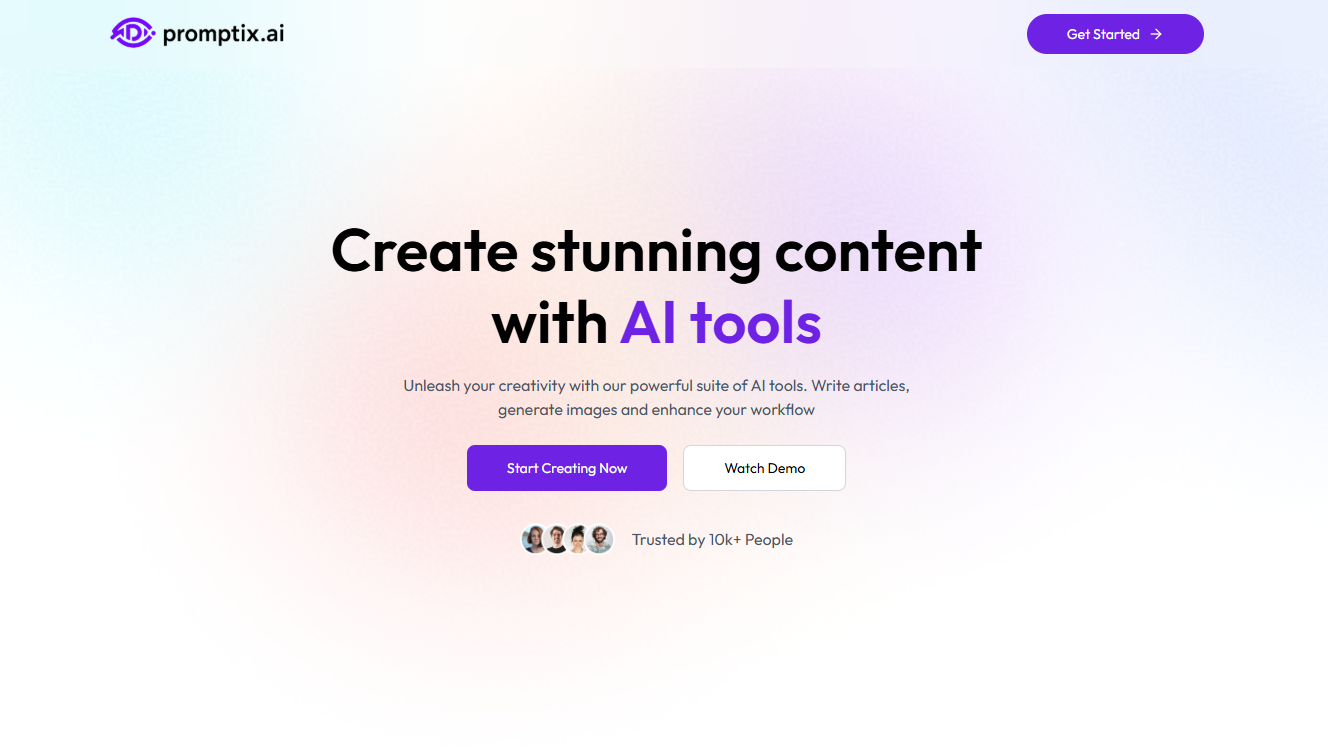 promptix.ai
Get Started
Create stunning content
with AI tools
Unleash your creativity with our powerful suite of AI tools. Write articles,
generate images and enhance your workflow
Start Creating Now
Watch Demo
Trusted by 10k+ People